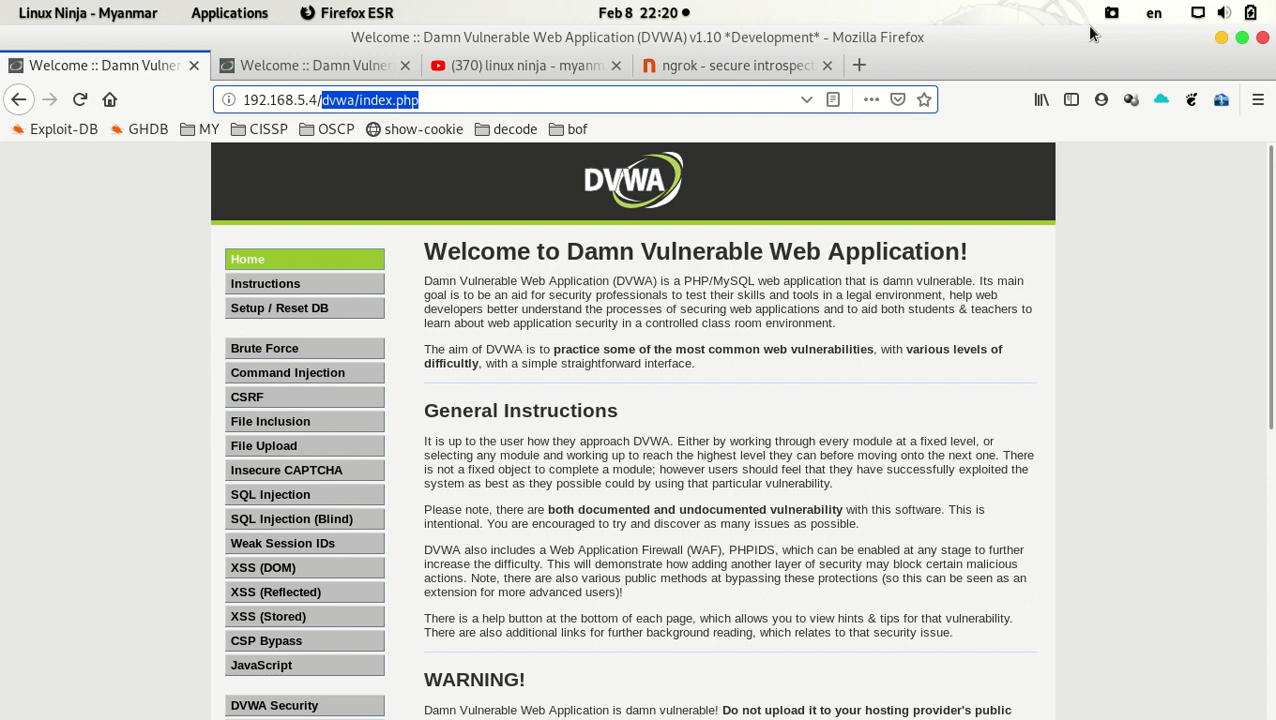 Linux Ninja - Myanmar Applications Firefox ESR Feb 8 22:20 en
Welcome :: Damn Vulnerable Web Application (DVWA) v1.10 *Development* - Mozilla Firefox
Welcome :: Damn Vulner Welcome :: Damn Vulner (370) linux ninja - myanm ngrok - secure introspect
192.168.5.4/dvwa/index.php
Exploit-DB GHDB MY CISSP OSCP show-cookie decode bof
DVWA
Home
Instructions
Setup / Reset DB
Brute Force
Command Injection
CSRF
File Inclusion
File Upload
Insecure CAPTCHA
SQL Injection
SQL Injection (Blind)
Weak Session IDs
XSS (DOM)
XSS (Reflected)
XSS (Stored)
CSP Bypass
JavaScript
DVWA Security
Welcome to Damn Vulnerable Web Application!
Damn Vulnerable Web Application (DVWA) is a PHP/MySQL web application that is damn vulnerable. Its main
goal is to be an aid for security professionals to test their skills and tools in a legal environment, help web
developers better understand the processes of securing web applications and to aid both students & teachers to
learn about web application security in a controlled class room environment.
The aim of DVWA is to practice some of the most common web vulnerabilities, with various levels of
difficultly, with a simple straightforward interface.
General Instructions
It is up to the user how they approach DVWA. Either by working through every module at a fixed level, or
selecting any module and working up to reach the highest level they can before moving onto the next one. There
is not a fixed object to complete a module; however users should feel that they have successfully exploited the
system as best as they possible could by using that particular vulnerability.
Please note, there are both documented and undocumented vulnerability with this software. This is
intentional. You are encouraged to try and discover as many issues as possible.
DVWA also includes a Web Application Firewall (WAF), PHPIDS, which can be enabled at any stage to further
increase the difficulty. This will demonstrate how adding another layer of security may block certain malicious
actions. Note, there are also various public methods at bypassing these protections (so this can be seen as an
extension for more advanced users)!
There is a help button at the bottom of each page, which allows you to view hints & tips for that vulnerability.
There are also additional links for further background reading, which relates to that security issue.
WARNING!
Damn Vulnerable Web Application is damn vulnerable! Do not upload it to your hosting provider's public